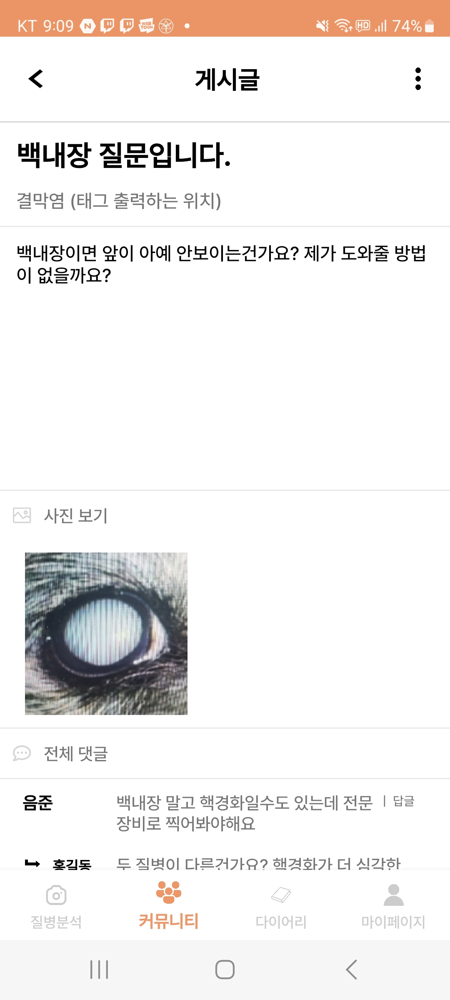 KT 9:09 N WEB TOON HD 74%
게시글
백내장 질문입니다.
결막염 (태그 출력하는 위치)
백내장이면 앞이 아예 안보이는건가요? 제가 도와줄 방법
이 없을까요?
사진 보기
전체 댓글
음준 백내장 말고 핵경화일수도 있는데 전문 | 답글
장비로 찍어봐야해요
홍길동 두 질병이 다른건가요? 핵경화가 더 심각한
질병분석 커뮤니티 다이어리 마이페이지